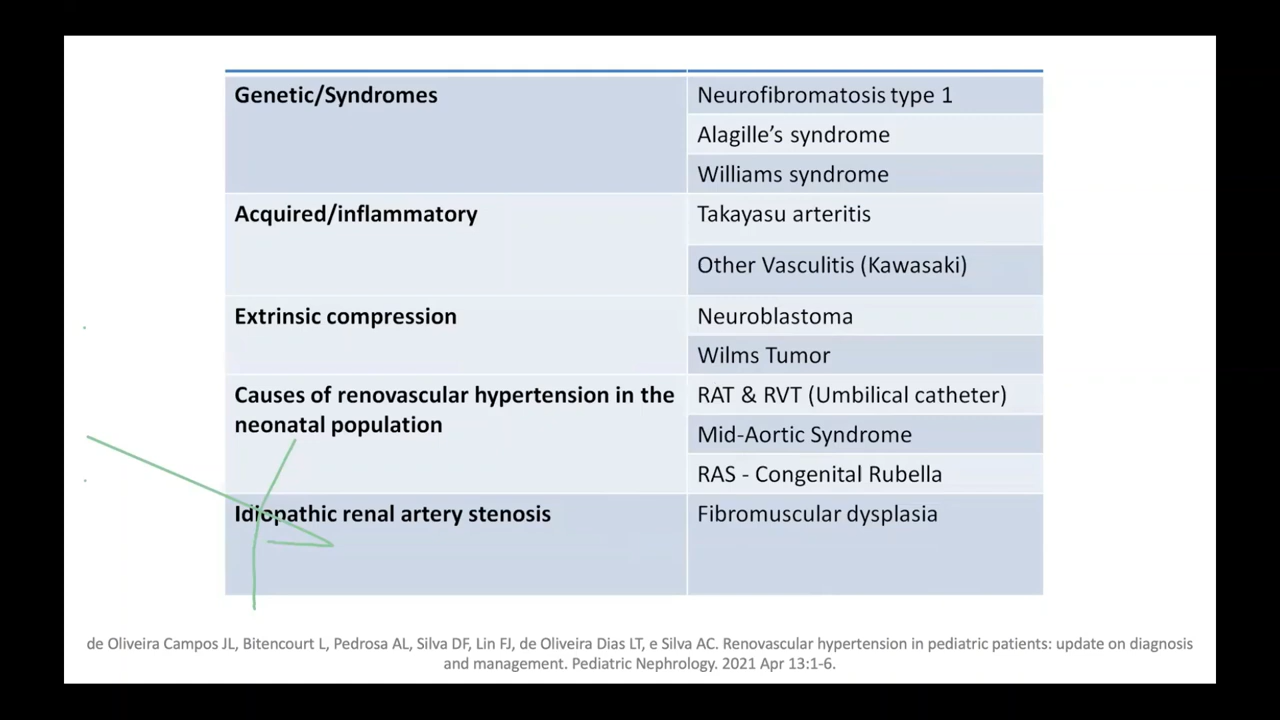 Genetic/Syndromes
Neurofibromatosis type 1
Alagille’s syndrome
Williams syndrome
Acquired/inflammatory
Takayasu arteritis
Other Vasculitis (Kawasaki)
Extrinsic compression
Neuroblastoma
Wilms Tumor
Causes of renovascular hypertension in the
neonatal population
RAT & RVT (Umbilical catheter)
Mid-Aortic Syndrome
RAS - Congenital Rubella
Idiopathic renal artery stenosis
Fibromuscular dysplasia
de Oliveira Campos JL, Bitencourt L, Pedrosa AL, Silva DF, Lin FJ, de Oliveira Dias LT, e Silva AC. Renovascular hypertension in pediatric patients: update on diagnosis
and management. Pediatric Nephrology. 2021 Apr 13:1-6.